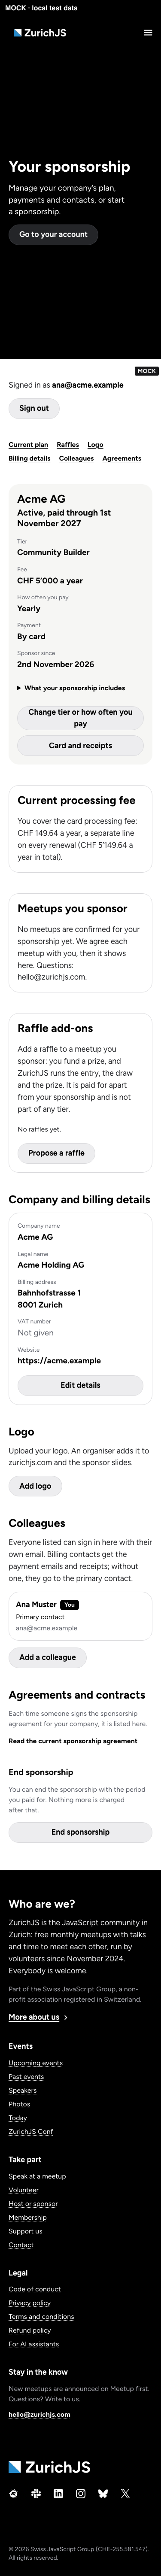 MOCK · local test data
ZurichJS
Your sponsorship
Manage your company's plan,
payments and contacts, or start
a sponsorship.
Go to your account
MOCK
Signed in as ana@acme.example
Sign out
Current plan Raffles Logo
Billing details Colleagues Agreements
Acme AG
Active, paid through 1st
November 2027
Tier
Community Builder
Fee
CHF 5'000 a year
How often you pay
Yearly
Payment
By card
Sponsor since
2nd November 2026
What your sponsorship includes
Change tier or how often you
pay
Card and receipts
Current processing fee
You cover the card processing fee:
CHF 149.64 a year, a separate line
on every renewal (CHF 5'149.64 a
year in total).
Meetups you sponsor
No meetups are confirmed for your
sponsorship yet. We agree each
meetup with you, then it shows
here. Questions:
hello@zurichjs.com.
Raffle add-ons
Add a raffle to a meetup you
sponsor: you fund a prize, and
ZurichJS runs the entry, the draw
and the prize. It is paid for apart
from your sponsorship and is not
part of any tier.
No raffles yet.
Propose a raffle
Company and billing details
Company name
Acme AG
Legal name
Acme Holding AG
Billing address
Bahnhofstrasse 1
8001 Zurich
VAT number
Not given
Website
https://acme.example
Edit details
Logo
Upload your logo. An organiser adds it to
zurichjs.com and the sponsor slides.
Add logo
Colleagues
Everyone listed can sign in here with their
own email. Billing contacts get the
payment emails and receipts; without
one, they go to the primary contact.
Ana Muster You
Primary contact
ana@acme.example
Add a colleague
Agreements and contracts
Each time someone signs the sponsorship
agreement for your company, it is listed here.
Read the current sponsorship agreement
End sponsorship
You can end the sponsorship with the period
you paid for. Nothing more is charged
after that.
End sponsorship
Who are we?
ZurichJS is the JavaScript community in
Zurich: free monthly meetups with talks
and time to meet each other, run by
volunteers since November 2024.
Everybody is welcome.
Part of the Swiss JavaScript Group, a non-
profit association registered in Switzerland.
More about us
Events
Upcoming events
Past events
Speakers
Photos
Today
ZurichJS Conf
Take part
Speak at a meetup
Volunteer
Host or sponsor
Membership
Support us
Contact
Legal
Code of conduct
Privacy policy
Terms and conditions
Refund policy
For AI assistants
Stay in the know
New meetups are announced on Meetup first.
Questions? Write to us.
hello@zurichjs.com
ZurichJS
© 2026 Swiss JavaScript Group (CHE-255.581.547).
All rights reserved.